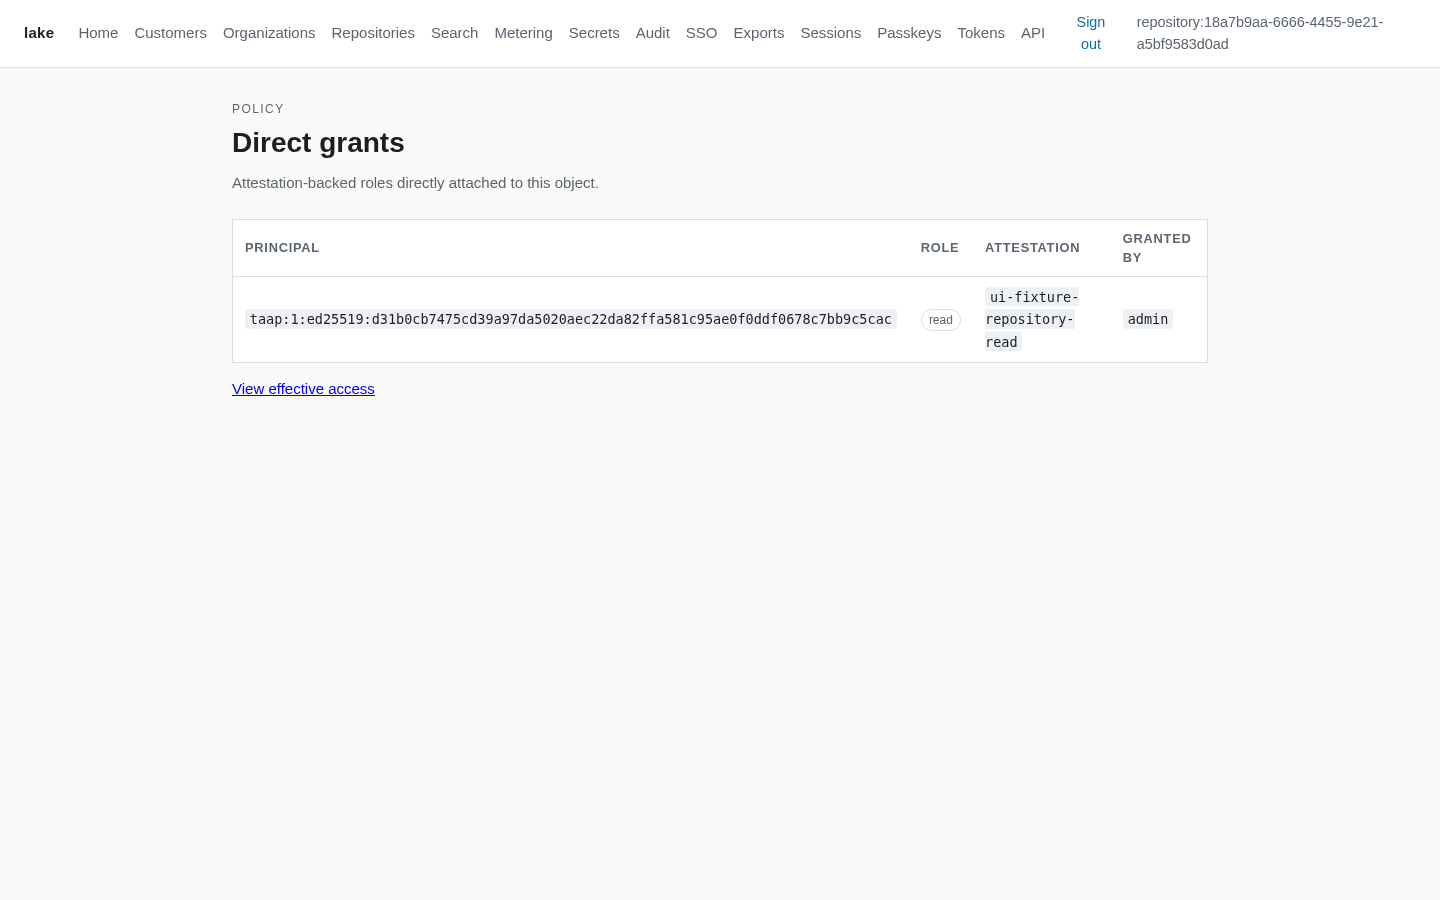 lake Home Customers Organizations Repositories Search Metering Secrets Audit SSO Exports Sessions Passkeys Tokens API
Sign
out
repository:18a7b9aa-6666-4455-9e21-
a5bf9583d0ad
POLICY
Direct grants
Attestation-backed roles directly attached to this object.
PRINCIPAL ROLE ATTESTATION GRANTED
BY
taap:1:ed25519:d31b0cb7475cd39a97da5020aec22da82ffa581c95ae0f0ddf0678c7bb9c5cac read ui-fixture-
repository-
read
admin
View effective access